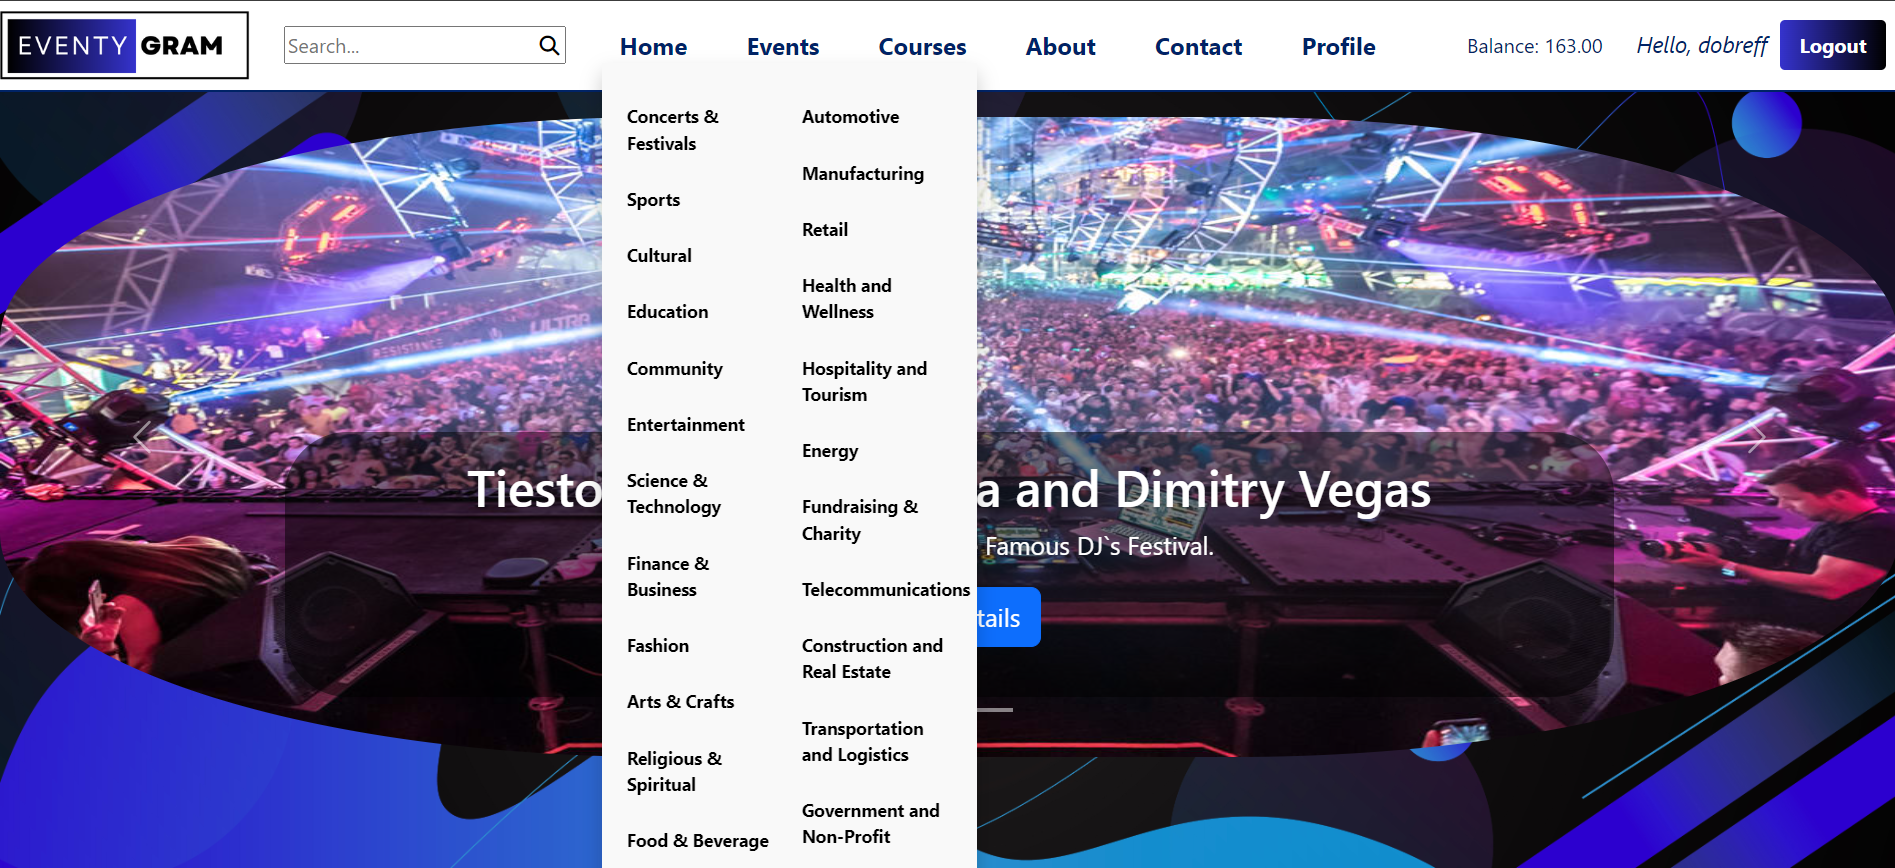 EVENTY GRAM
Search...
Home
Events
Courses
About
Contact
Profile
Balance: 163.00
Hello, dobreff
Logout
Concerts &
Festivals
Sports
Cultural
Education
Community
Entertainment
Science &
Technology
Finance &
Business
Fashion
Arts & Crafts
Religious &
Spiritual
Food & Beverage
Automotive
Manufacturing
Retail
Health and
Wellness
Hospitality and
Tourism
Energy
Fundraising &
Charity
Telecommunications
Construction and
Real Estate
Transportation
and Logistics
Government and
Non-Profit
RESISTANCE ULTRA
Tiesto a and Dimitry Vegas
Famous DJ`s Festival.
tails